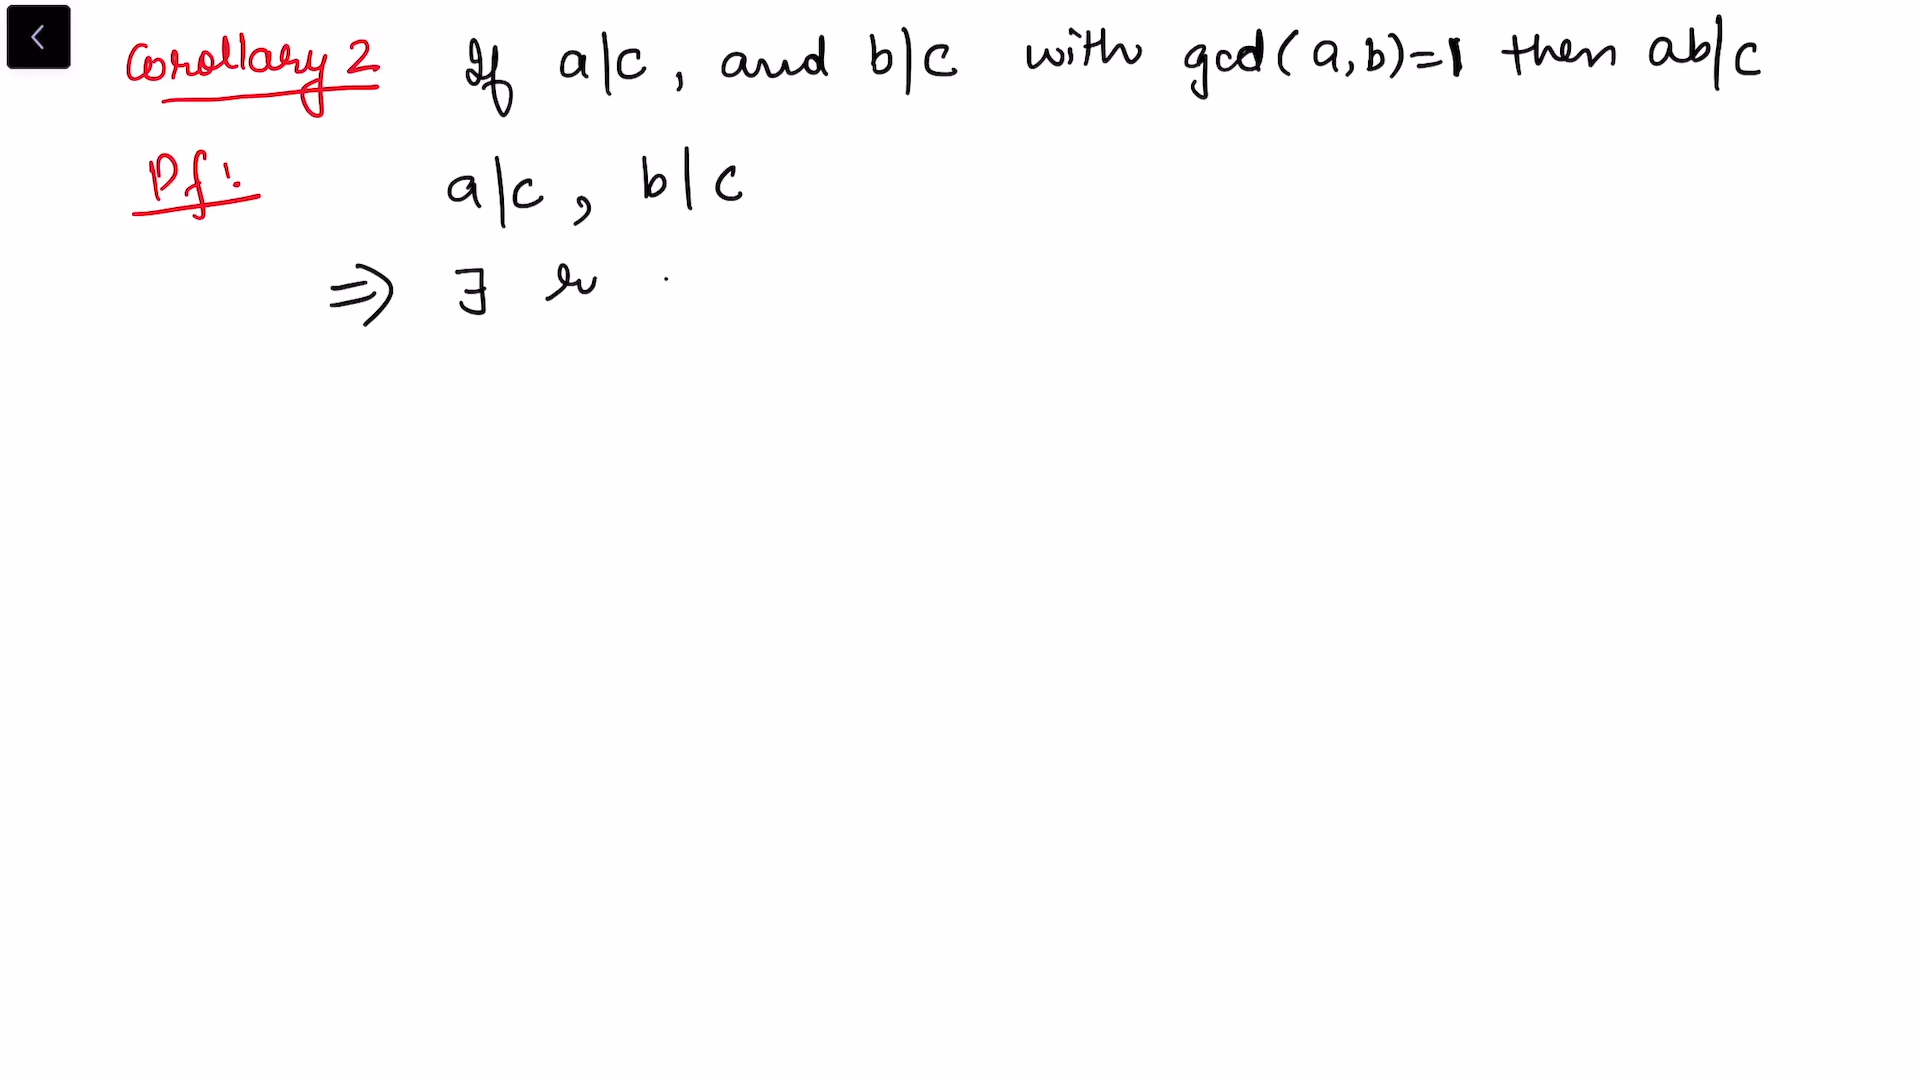 Corollary 2 If a|c, and b|c with gcd(a,b)=1 then ab|c
Pf: a|c, b|c
⇒ ∃ r